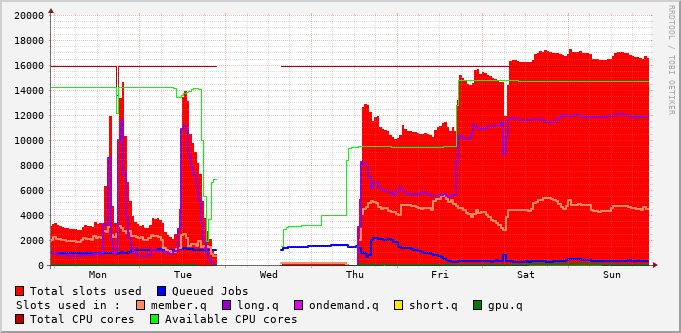 RRDTOOL / TOBI OETIKER
20000
18000
16000
14000
12000
10000
8000
6000
4000
2000
0
Mon Tue Wed Thu Fri Sat Sun
Total slots used Queued Jobs
Slots used in : member.q long.q ondemand.q short.q gpu.q
Total CPU cores Available CPU cores